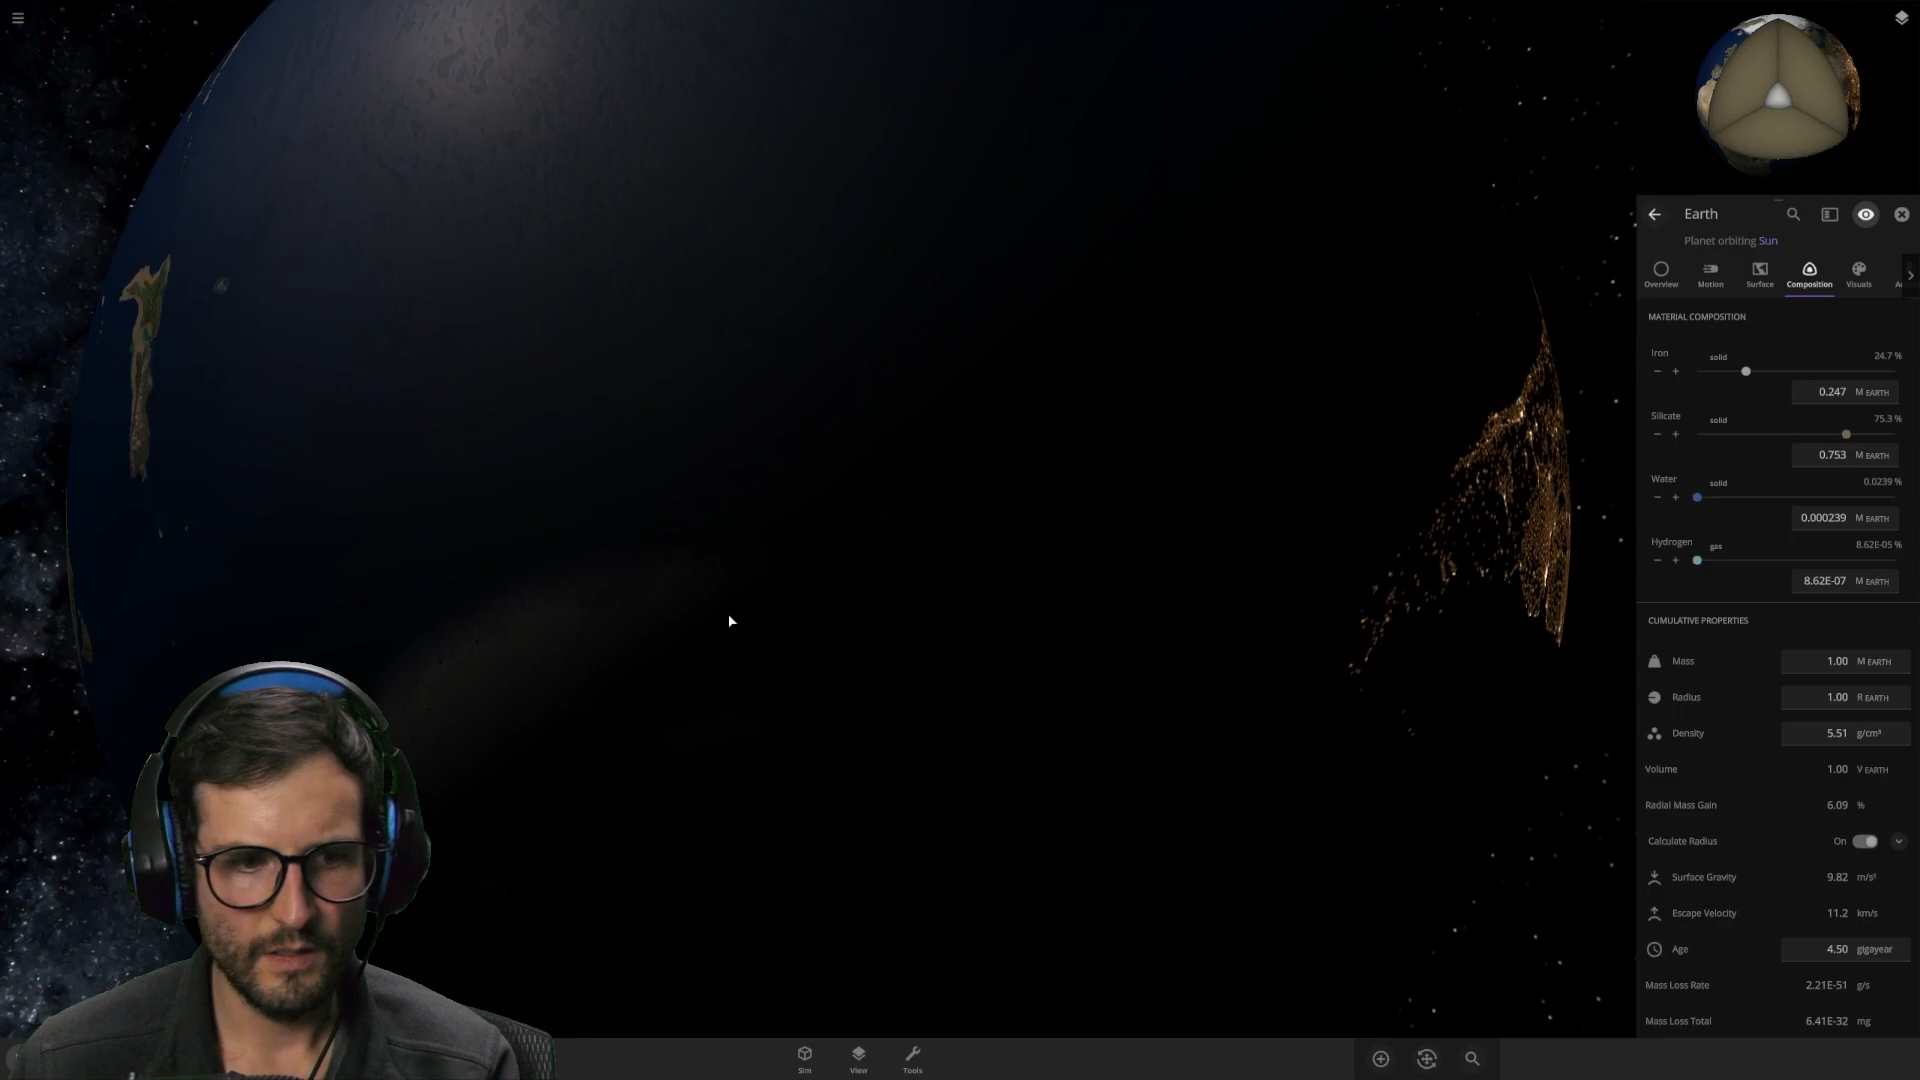 Earth
Planet orbiting Sun
Overview Motion Surface Composition Visuals
MATERIAL COMPOSITION
Iron solid 24.7 %
− +
0.247 M EARTH
Silicate solid 75.3 %
− +
0.753 M EARTH
Water solid 0.0239 %
− +
0.000239 M EARTH
Hydrogen gas 8.62E-05 %
− +
8.62E-07 M EARTH
CUMULATIVE PROPERTIES
Mass 1.00 M EARTH
Radius 1.00 R EARTH
Density 5.51 g/cm³
Volume 1.00 V EARTH
Radial Mass Gain 6.09 %
Calculate Radius On
Surface Gravity 9.82 m/s²
Escape Velocity 11.2 km/s
Age 4.50 gigayear
Mass Loss Rate 2.21E-51 g/s
Mass Loss Total 6.41E-32 mg
Sim View Tools